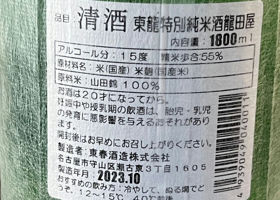 品目 清酒 東龍特別純米酒龍田屋
内容量:1800ml
アルコール分:15度 精米歩合55%
原材料:米(国産)米麹(国産米)
原料米:山田錦 100%
お酒は20才になってから。
妊娠中や授乳期の飲酒は、胎児・乳児
の発育に悪影響を与えるおそれがあり
ます。
開封後はお早めにお召し上がりください。
製造者:東春酒造株式会社
名古屋市守山区瀬古東3丁目1605
2023.10
おすすめの飲み方:冷やして、ぬる燗でど
うぞ。12~15℃ 40℃前後
4939049040011